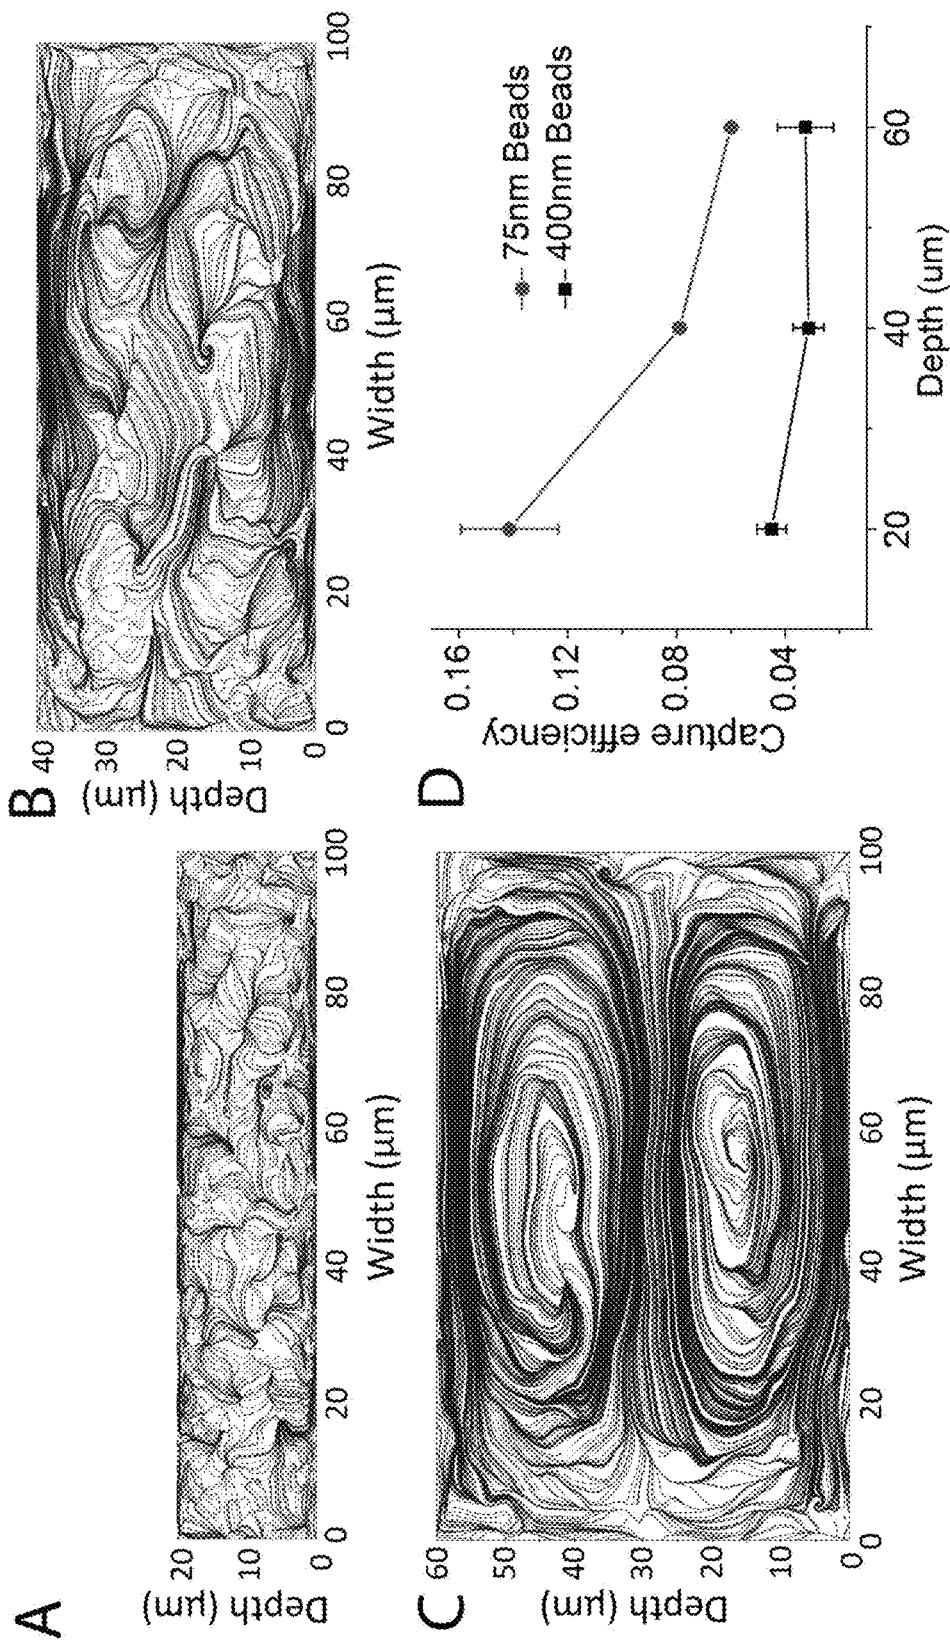 A
20
10
0
Depth (µm)
0 20 40 60 80 100
Width (µm)
B
40
30
20
10
0
Depth (µm)
0 20 40 60 80 100
Width (µm)
C
60
50
40
30
20
10
0
Depth (µm)
0 20 40 60 80 100
Width (µm)
D
0.16
0.12
0.08
0.04
Capture efficiency
75nm Beads
400nm Beads
20 40 60
Depth (um)